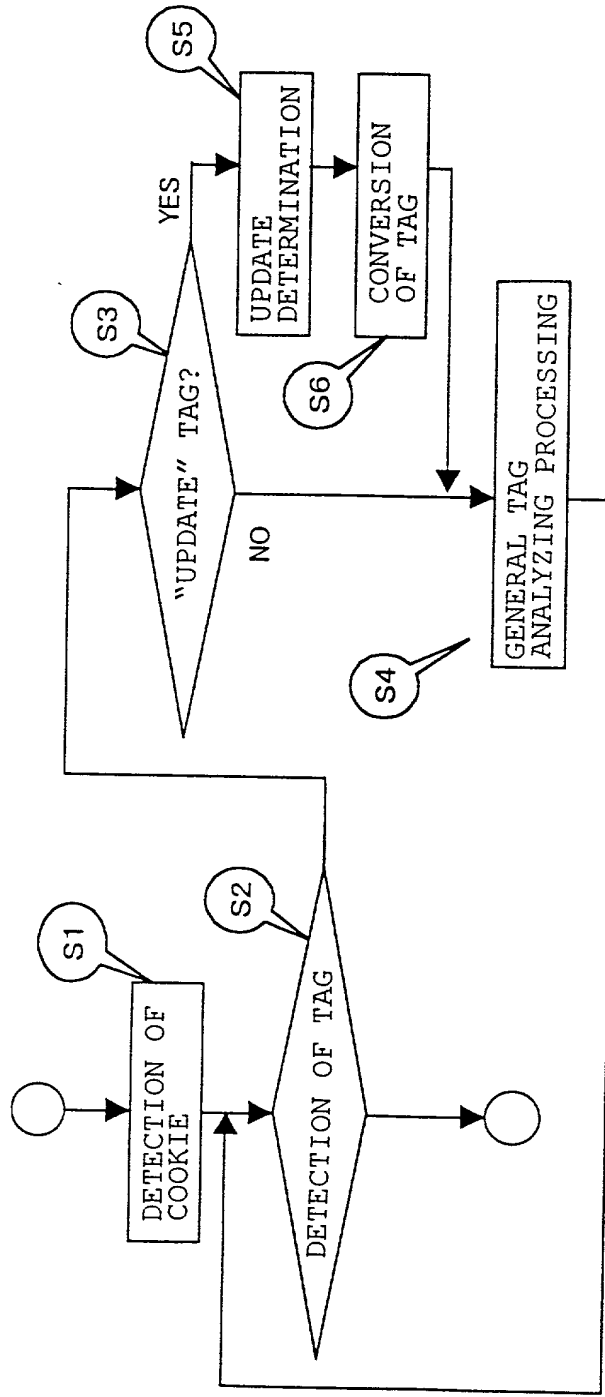 S1
DETECTION OF
COOKIE
S2
DETECTION OF TAG
S3
"UPDATE" TAG?
YES
NO
S5
UPDATE
DETERMINATION
S6
CONVERSION
OF TAG
S4
GENERAL TAG
ANALYZING PROCESSING